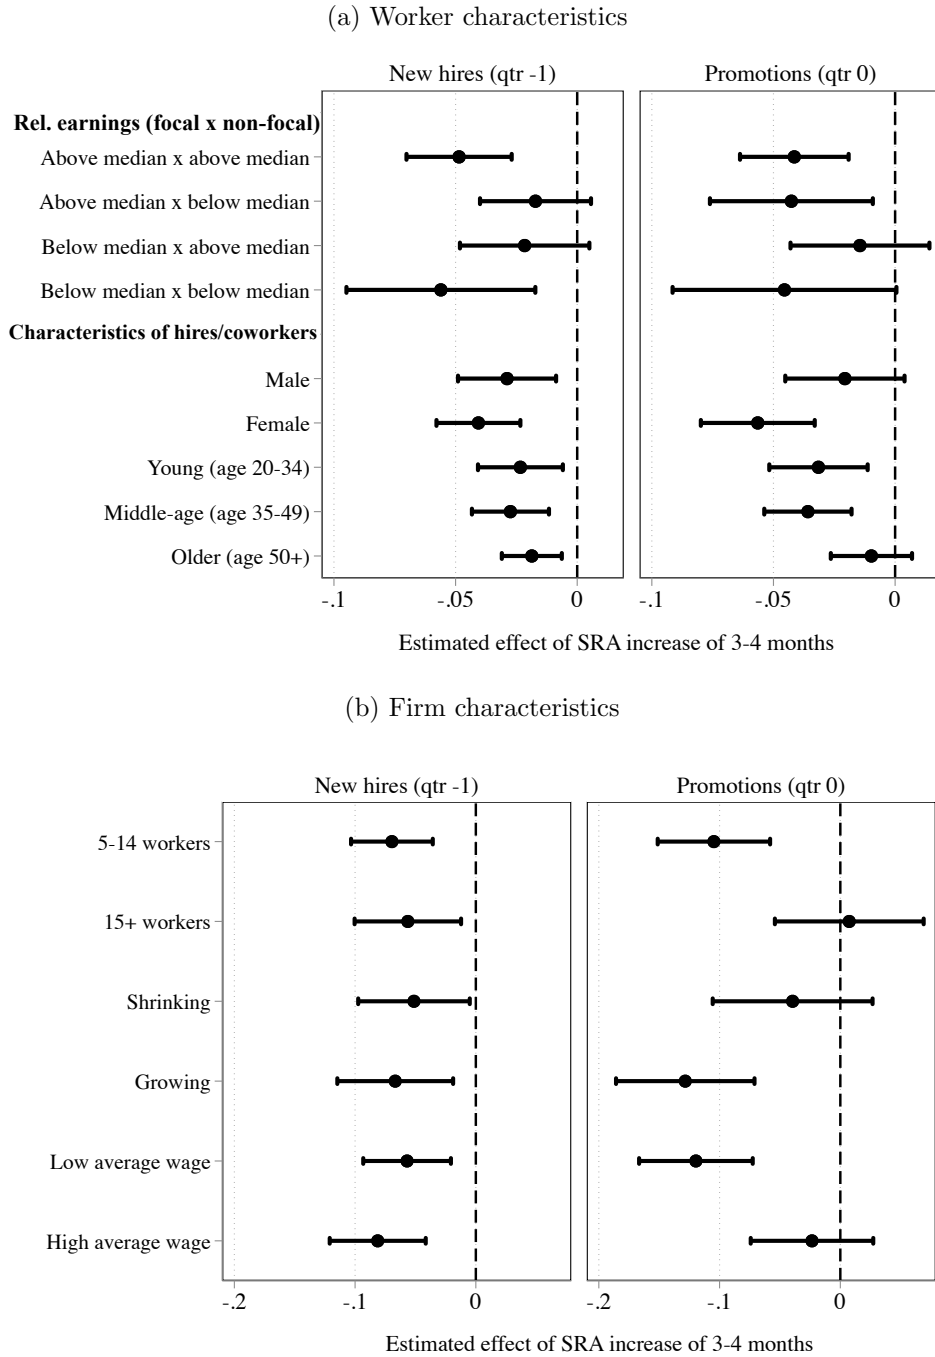 (a) Worker characteristics
New hires (qtr -1)
Promotions (qtr 0)
Rel. earnings (focal x non-focal)
Above median x above median
Above median x below median
Below median x above median
Below median x below median
Characteristics of hires/coworkers
Male
Female
Young (age 20-34)
Middle-age (age 35-49)
Older (age 50+)
-.1 -.05 0 -.1 -.05 0
Estimated effect of SRA increase of 3-4 months
(b) Firm characteristics
New hires (qtr -1)
Promotions (qtr 0)
5-14 workers
15+ workers
Shrinking
Growing
Low average wage
High average wage
-.2 -.1 0 -.2 -.1 0
Estimated effect of SRA increase of 3-4 months